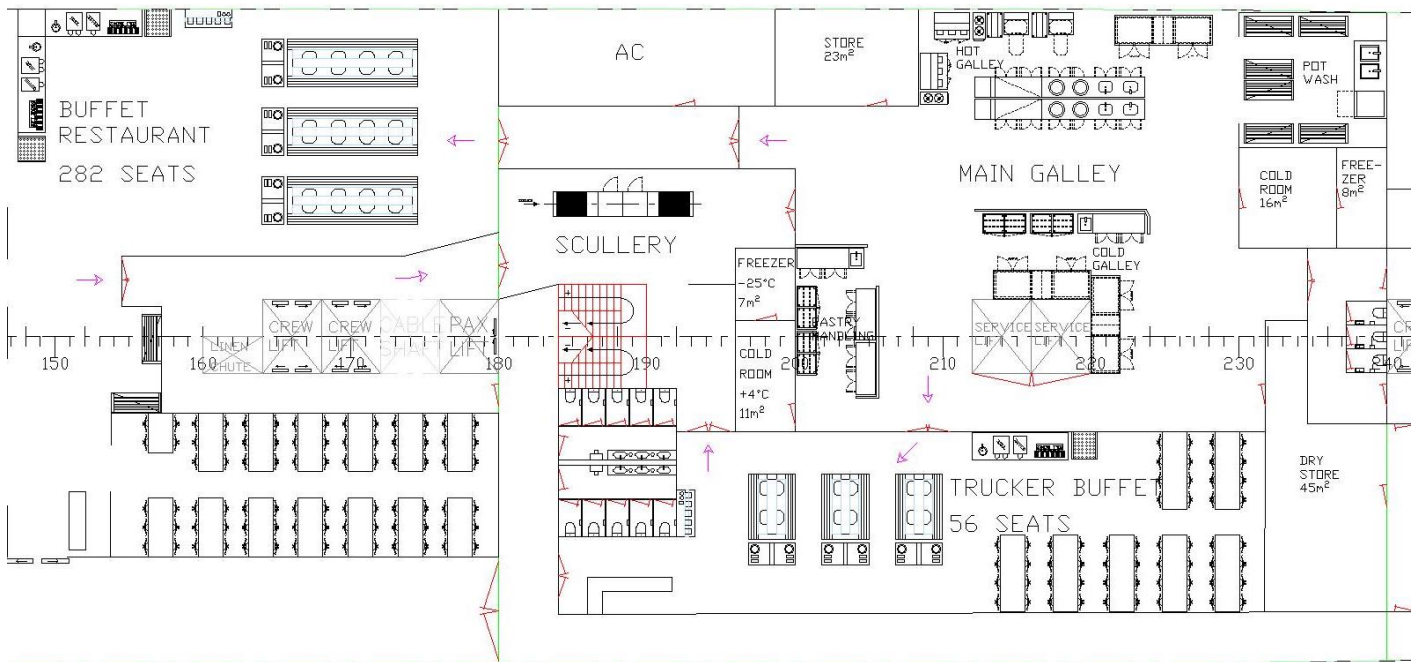 BUFFET
RESTAURANT
282 SEATS
AC
STORE
23m²
HOT
GALLEY
POT
WASH
MAIN GALLEY
COLD
ROOM
16m²
FREE-
ZER
8m²
SCULLERY
FREEZER
-25°C
7m²
COLD
GALLEY
LINEN
CHUTE
CREW
LIFT
CREW
LIFT
CABLE
SHAFT
PAX
LIFT
PASTRY
HANDLING
SERVICE
LIFT
SERVICE
LIFT
150
160
170
180
190
200
210
220
230
240
COLD
ROOM
+4°C
11m²
TRUCKER BUFFET
56 SEATS
DRY
STORE
45m²